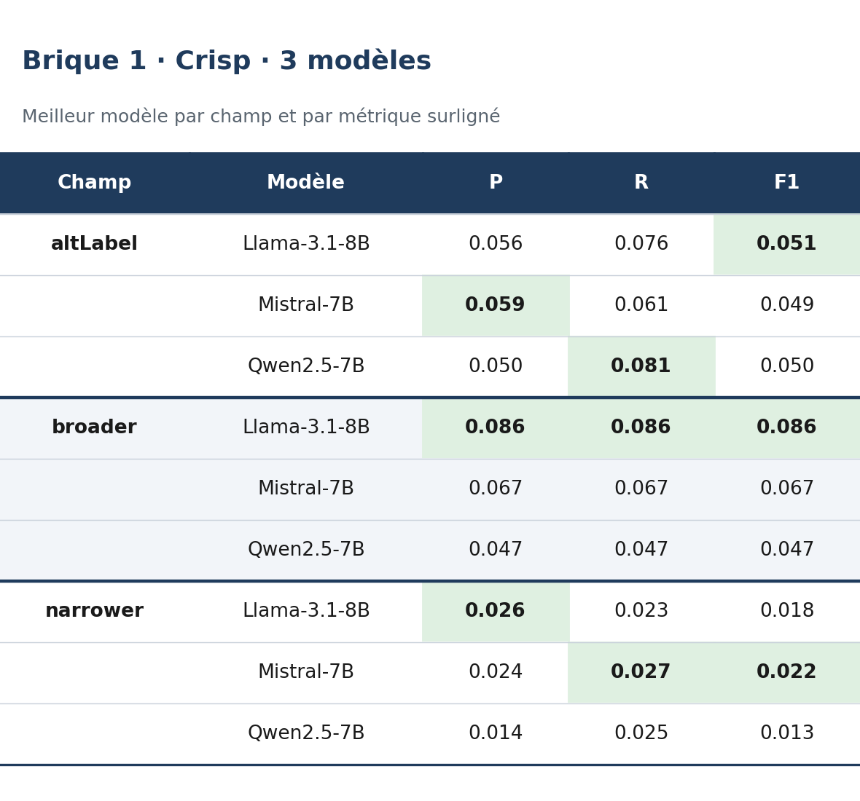 Brique 1 · Crisp · 3 modèles
Meilleur modèle par champ et par métrique surligné
Champ Modèle P R F1
altLabel Llama-3.1-8B 0.056 0.076 0.051
Mistral-7B 0.059 0.061 0.049
Qwen2.5-7B 0.050 0.081 0.050
broader Llama-3.1-8B 0.086 0.086 0.086
Mistral-7B 0.067 0.067 0.067
Qwen2.5-7B 0.047 0.047 0.047
narrower Llama-3.1-8B 0.026 0.023 0.018
Mistral-7B 0.024 0.027 0.022
Qwen2.5-7B 0.014 0.025 0.013